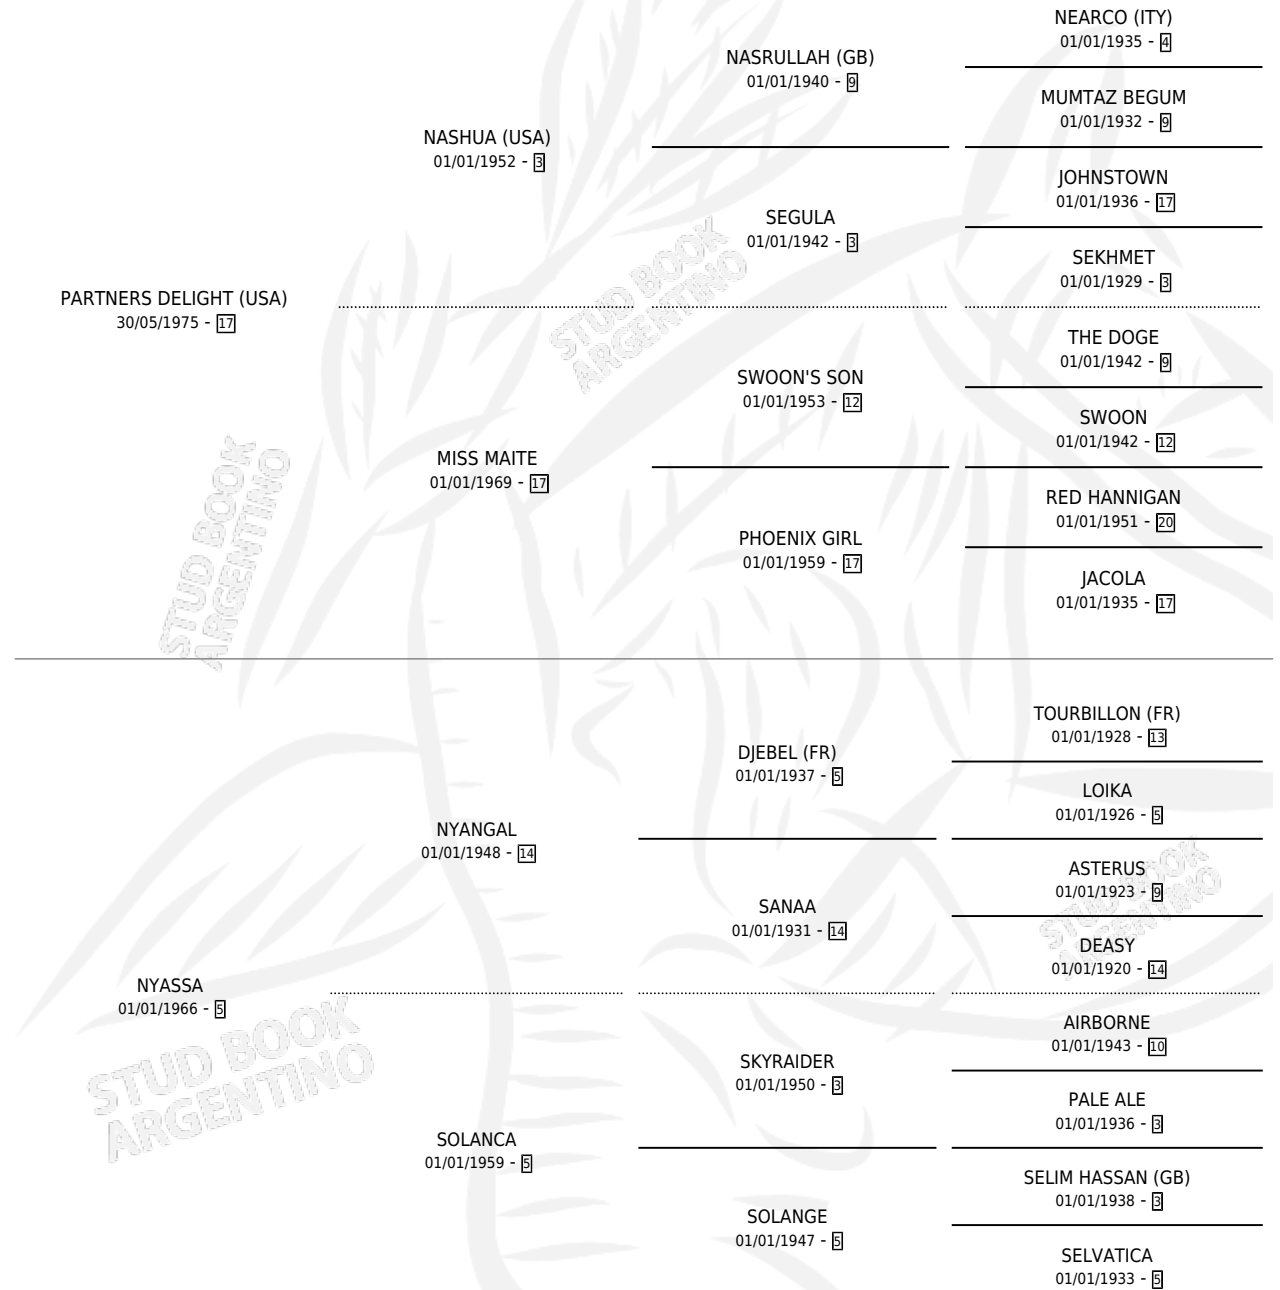 NEARCO (ITY)
01/01/1935 - 4
NASRULLAH (GB)
01/01/1940 - 9
MUMTAZ BEGUM
01/01/1932 - 9
NASHUA (USA)
01/01/1952 - 3
JOHNSTOWN
01/01/1936 - 17
SEGULA
01/01/1942 - 3
SEKHMET
01/01/1929 - 3
PARTNERS DELIGHT (USA)
30/05/1975 - 17
THE DOGE
01/01/1942 - 9
SWOON'S SON
01/01/1953 - 12
SWOON
01/01/1942 - 12
MISS MAITE
01/01/1969 - 17
RED HANNIGAN
01/01/1951 - 20
PHOENIX GIRL
01/01/1959 - 17
JACOLA
01/01/1935 - 17
TOURBILLON (FR)
01/01/1928 - 13
DJEBEL (FR)
01/01/1937 - 5
LOIKA
01/01/1926 - 5
NYANGAL
01/01/1948 - 14
ASTERUS
01/01/1923 - 9
SANAA
01/01/1931 - 14
DEASY
01/01/1920 - 14
NYASSA
01/01/1966 - 5
AIRBORNE
01/01/1943 - 10
SKYRAIDER
01/01/1950 - 3
PALE ALE
01/01/1936 - 3
SOLANCA
01/01/1959 - 5
SELIM HASSAN (GB)
01/01/1938 - 3
SOLANGE
01/01/1947 - 5
SELVATICA
01/01/1933 - 5
STUD BOOK
ARGENTINO
STUD BOOK
ARGENTINO
STUD BOOK
ARGENTINO
STUD BOOK
ARGENTINO